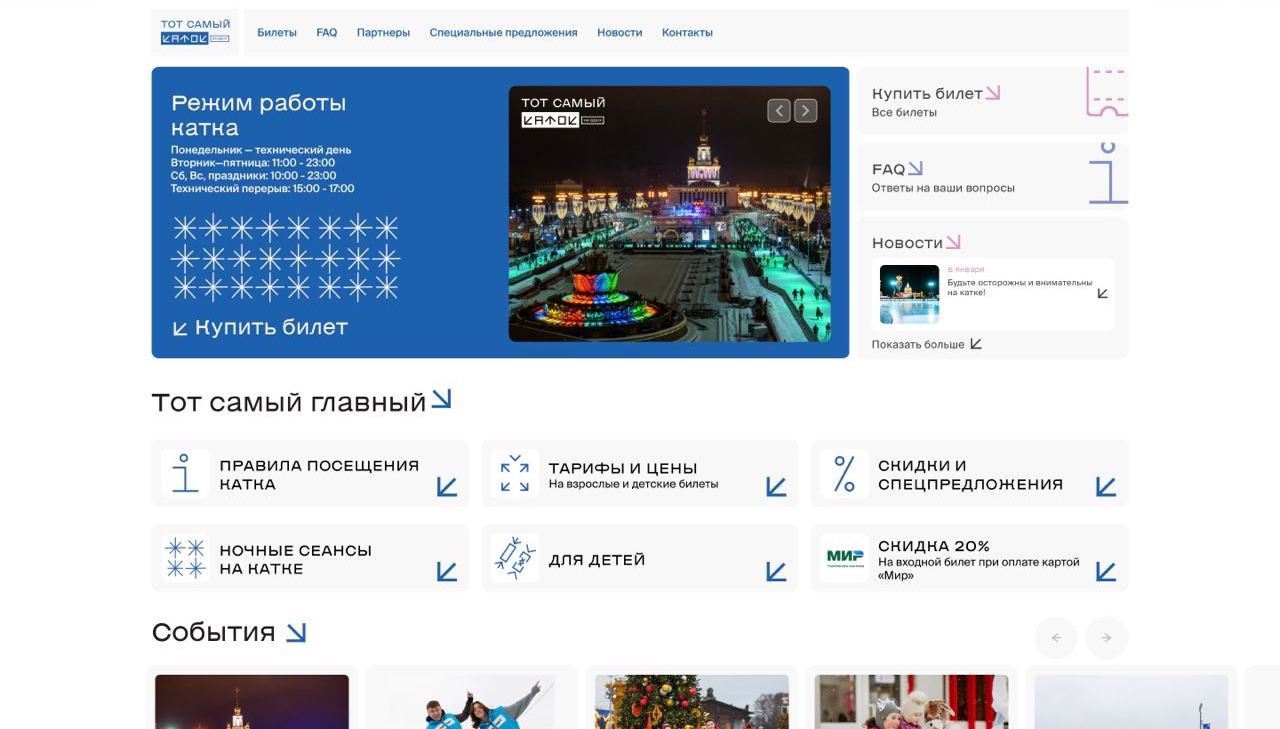 ТОТ САМЫЙ
КАТОК
Билеты
FAQ
Партнеры
Специальные предложения
Новости
Контакты
Режим работы
катка
Понедельник — технический день
Вторник—пятница: 11:00 - 23:00
Сб, Вс, праздники: 10:00 - 23:00
Технический перерыв: 15:00 - 17:00
Купить билет
ТОТ САМЫЙ
КАТОК
Купить билет
Все билеты
FAQ
Ответы на ваши вопросы
Новости
6 января
Будьте осторожны и внимательны
на катке!
Показать больше
Тот самый главный
ПРАВИЛА ПОСЕЩЕНИЯ
КАТКА
ТАРИФЫ И ЦЕНЫ
На взрослые и детские билеты
%
СКИДКИ И
СПЕЦПРЕДЛОЖЕНИЯ
НОЧНЫЕ СЕАНСЫ
НА КАТКЕ
ДЛЯ ДЕТЕЙ
МИР
СКИДКА 20%
На входной билет при оплате картой
«Мир»
События